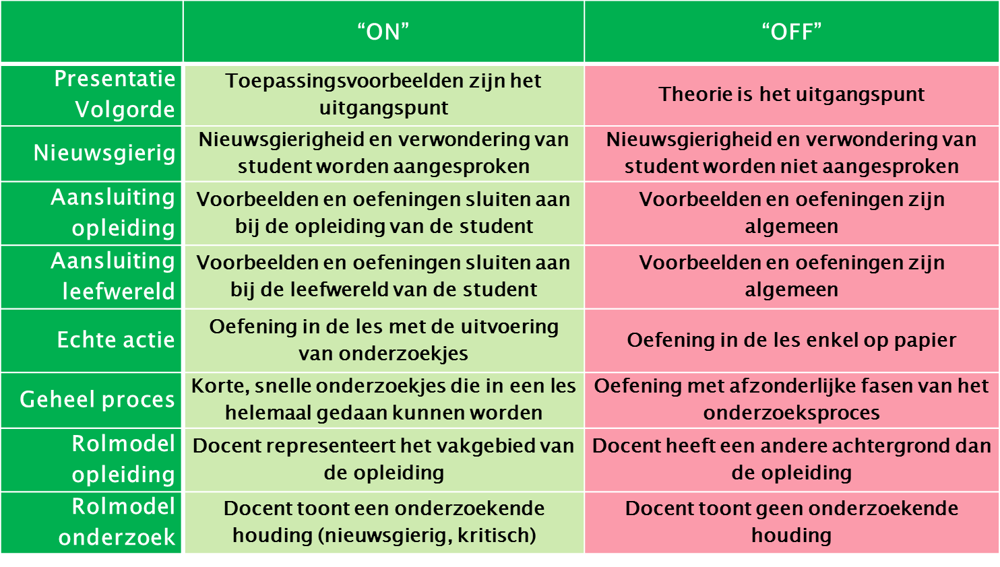 “ON”
“OFF”
Presentatie
Volgorde
Toepassingsvoorbeelden zijn het
uitgangspunt
Theorie is het uitgangspunt
Nieuwsgierig
Nieuwsgierigheid en verwondering van
student worden aangesproken
Nieuwsgierigheid en verwondering van
student worden niet aangesproken
Aansluiting
opleiding
Voorbeelden en oefeningen sluiten aan
bij de opleiding van de student
Voorbeelden en oefeningen zijn
algemeen
Aansluiting
leefwereld
Voorbeelden en oefeningen sluiten aan
bij de leefwereld van de student
Voorbeelden en oefeningen zijn
algemeen
Echte actie
Oefening in de les met de uitvoering
van onderzoekjes
Oefening in de les enkel op papier
Geheel proces
Korte, snelle onderzoekjes die in een les
helemaal gedaan kunnen worden
Oefening met afzonderlijke fasen van het
onderzoeksproces
Rolmodel
opleiding
Docent representeert het vakgebied van
de opleiding
Docent heeft een andere achtergrond dan
de opleiding
Rolmodel
onderzoek
Docent toont een onderzoekende
houding (nieuwsgierig, kritisch)
Docent toont geen onderzoekende
houding